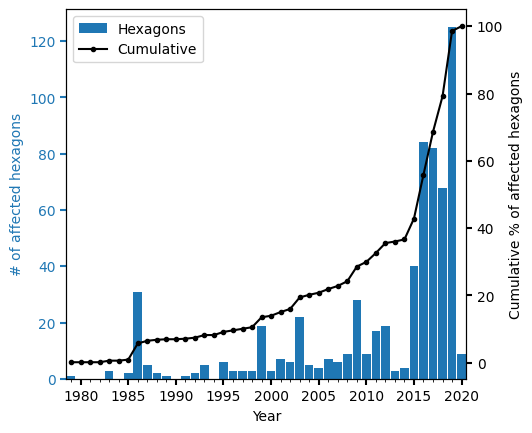 Hexagons
Cumulative
120
100
80
60
40
20
0
# of affected hexagons
100
80
60
40
20
0
Cumulative % of affected hexagons
1980 1985 1990 1995 2000 2005 2010 2015 2020
Year